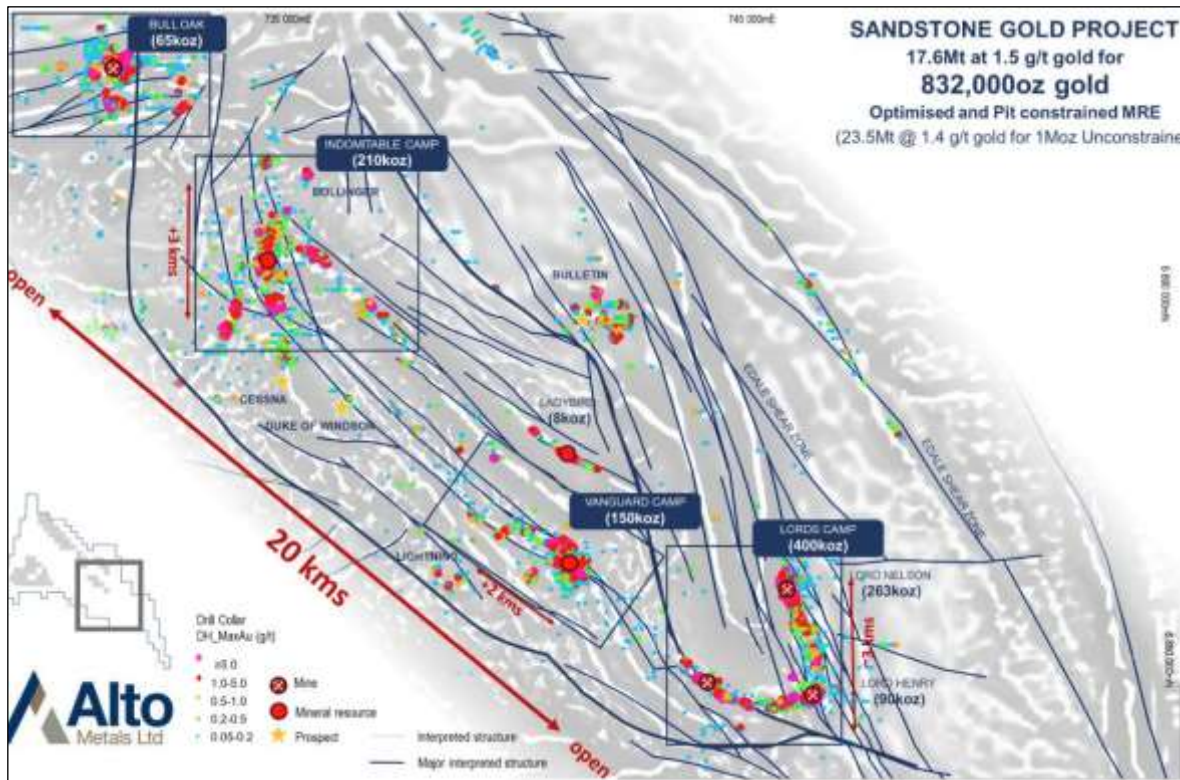 735 000mE
745 000mE
SANDSTONE GOLD PROJECT
17.6Mt at 1.5 g/t gold for
832,000oz gold
Optimised and Pit constrained MRE
(23.5Mt @ 1.4 g/t gold for 1Moz Unconstraine
BULL OAK
(65koz)
INDOMITABLE CAMP
(210koz)
BOLLINGER
+3 kms
open
BULLETIN
CESSNA
DUKE OF WINDSOR
LADYBIRD
(8koz)
EDALE SHEAR ZONE
EDALE SHEAR ZONE
VANGUARD CAMP
(150koz)
LORDS CAMP
(400koz)
LIGHTNING
20 kms
+2 kms
LORD NELSON
(263koz)
~3 kms
LORD HENRY
(90koz)
open
Drill Collar
DH_MaxAu (g/t)
≥5.0
1.0-5.0
0.5-1.0
0.2-0.5
0.05-0.2
Mine
Mineral resource
Prospect
Interpreted structure
Major interpreted structure
Alto
Metals Ltd